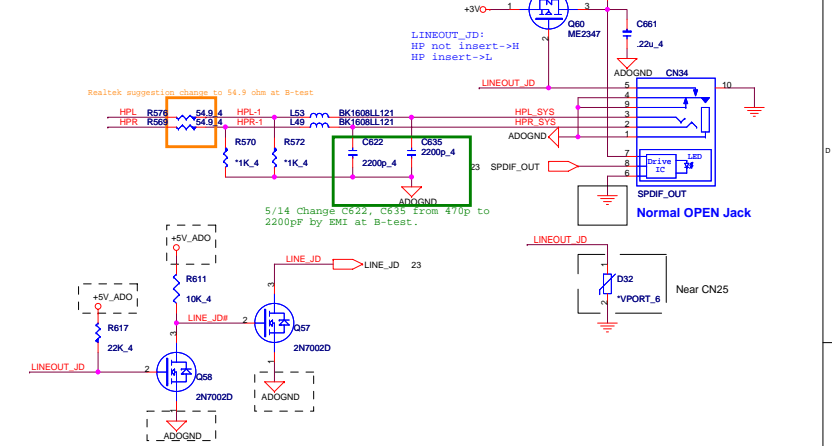 +3V
1
3
Q60
ME2347
2
C661
.22u_4
ADOGND
LINEOUT_JD:
HP not insert->H
HP insert->L
LINEOUT_JD
CN34
5
4
9
3
2
1
7
8
6
10
Realtek suggestion change to 54.9 ohm at B-test
HPL
R576
54.9_4
HPL-1
L53
BK1608LL121
HPL_SYS
HPR
R569
54.9_4
HPR-1
L49
BK1608LL121
HPR_SYS
ADOGND
R570
*1K_4
R572
*1K_4
C622
2200p_4
C635
2200p_4
ADOGND
23
SPDIF_OUT
Drive
IC
LED
SPDIF_OUT
Normal OPEN Jack
5/14 Change C622, C635 from 470p to
2200pF by EMI at B-test.
D
+5V_ADO
R611
10K_4
LINE_JD
LINE_JD
23
LINEOUT_JD
1
D32
*VPORT_6
2
Near CN25
+5V_ADO
R617
22K_4
LINE_JD#
3
2
Q57
2N7002D
1
ADOGND
LINEOUT_JD
3
2
Q58
2N7002D
1
ADOGND